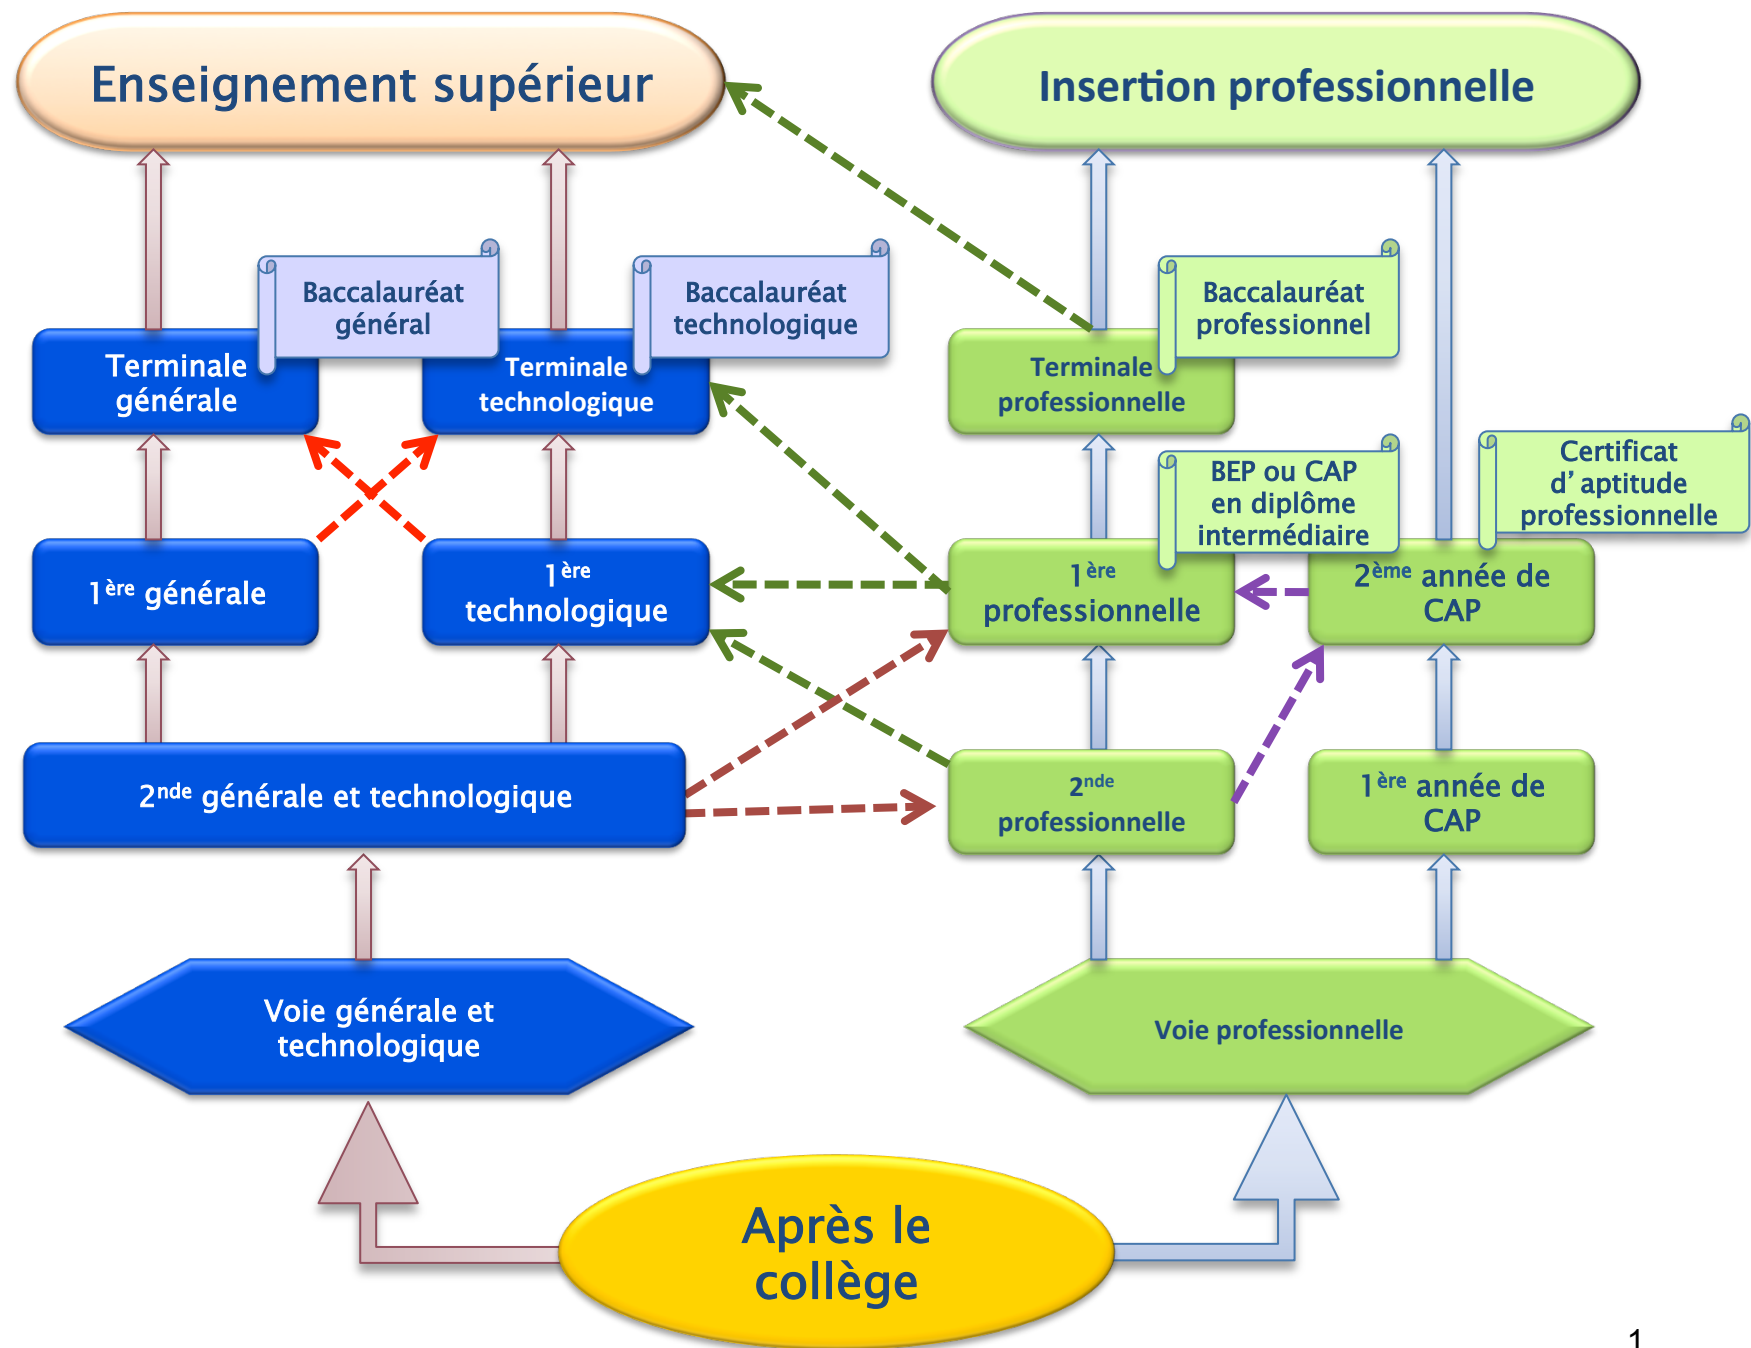 Enseignement supérieur
Insertion professionnelle
Baccalauréat
général
Baccalauréat
technologique
Baccalauréat
professionnel
Terminale
générale
Terminale
technologique
Terminale
professionnelle
BEP ou CAP
en diplôme
intermédiaire
Certificat
d’ aptitude
professionnelle
1ère générale
1ère
technologique
1ère
professionnelle
2ème année de
CAP
2nde générale et technologique
2nde
professionnelle
1ère année de
CAP
Voie générale et
technologique
Voie professionnelle
Après le
collège
1